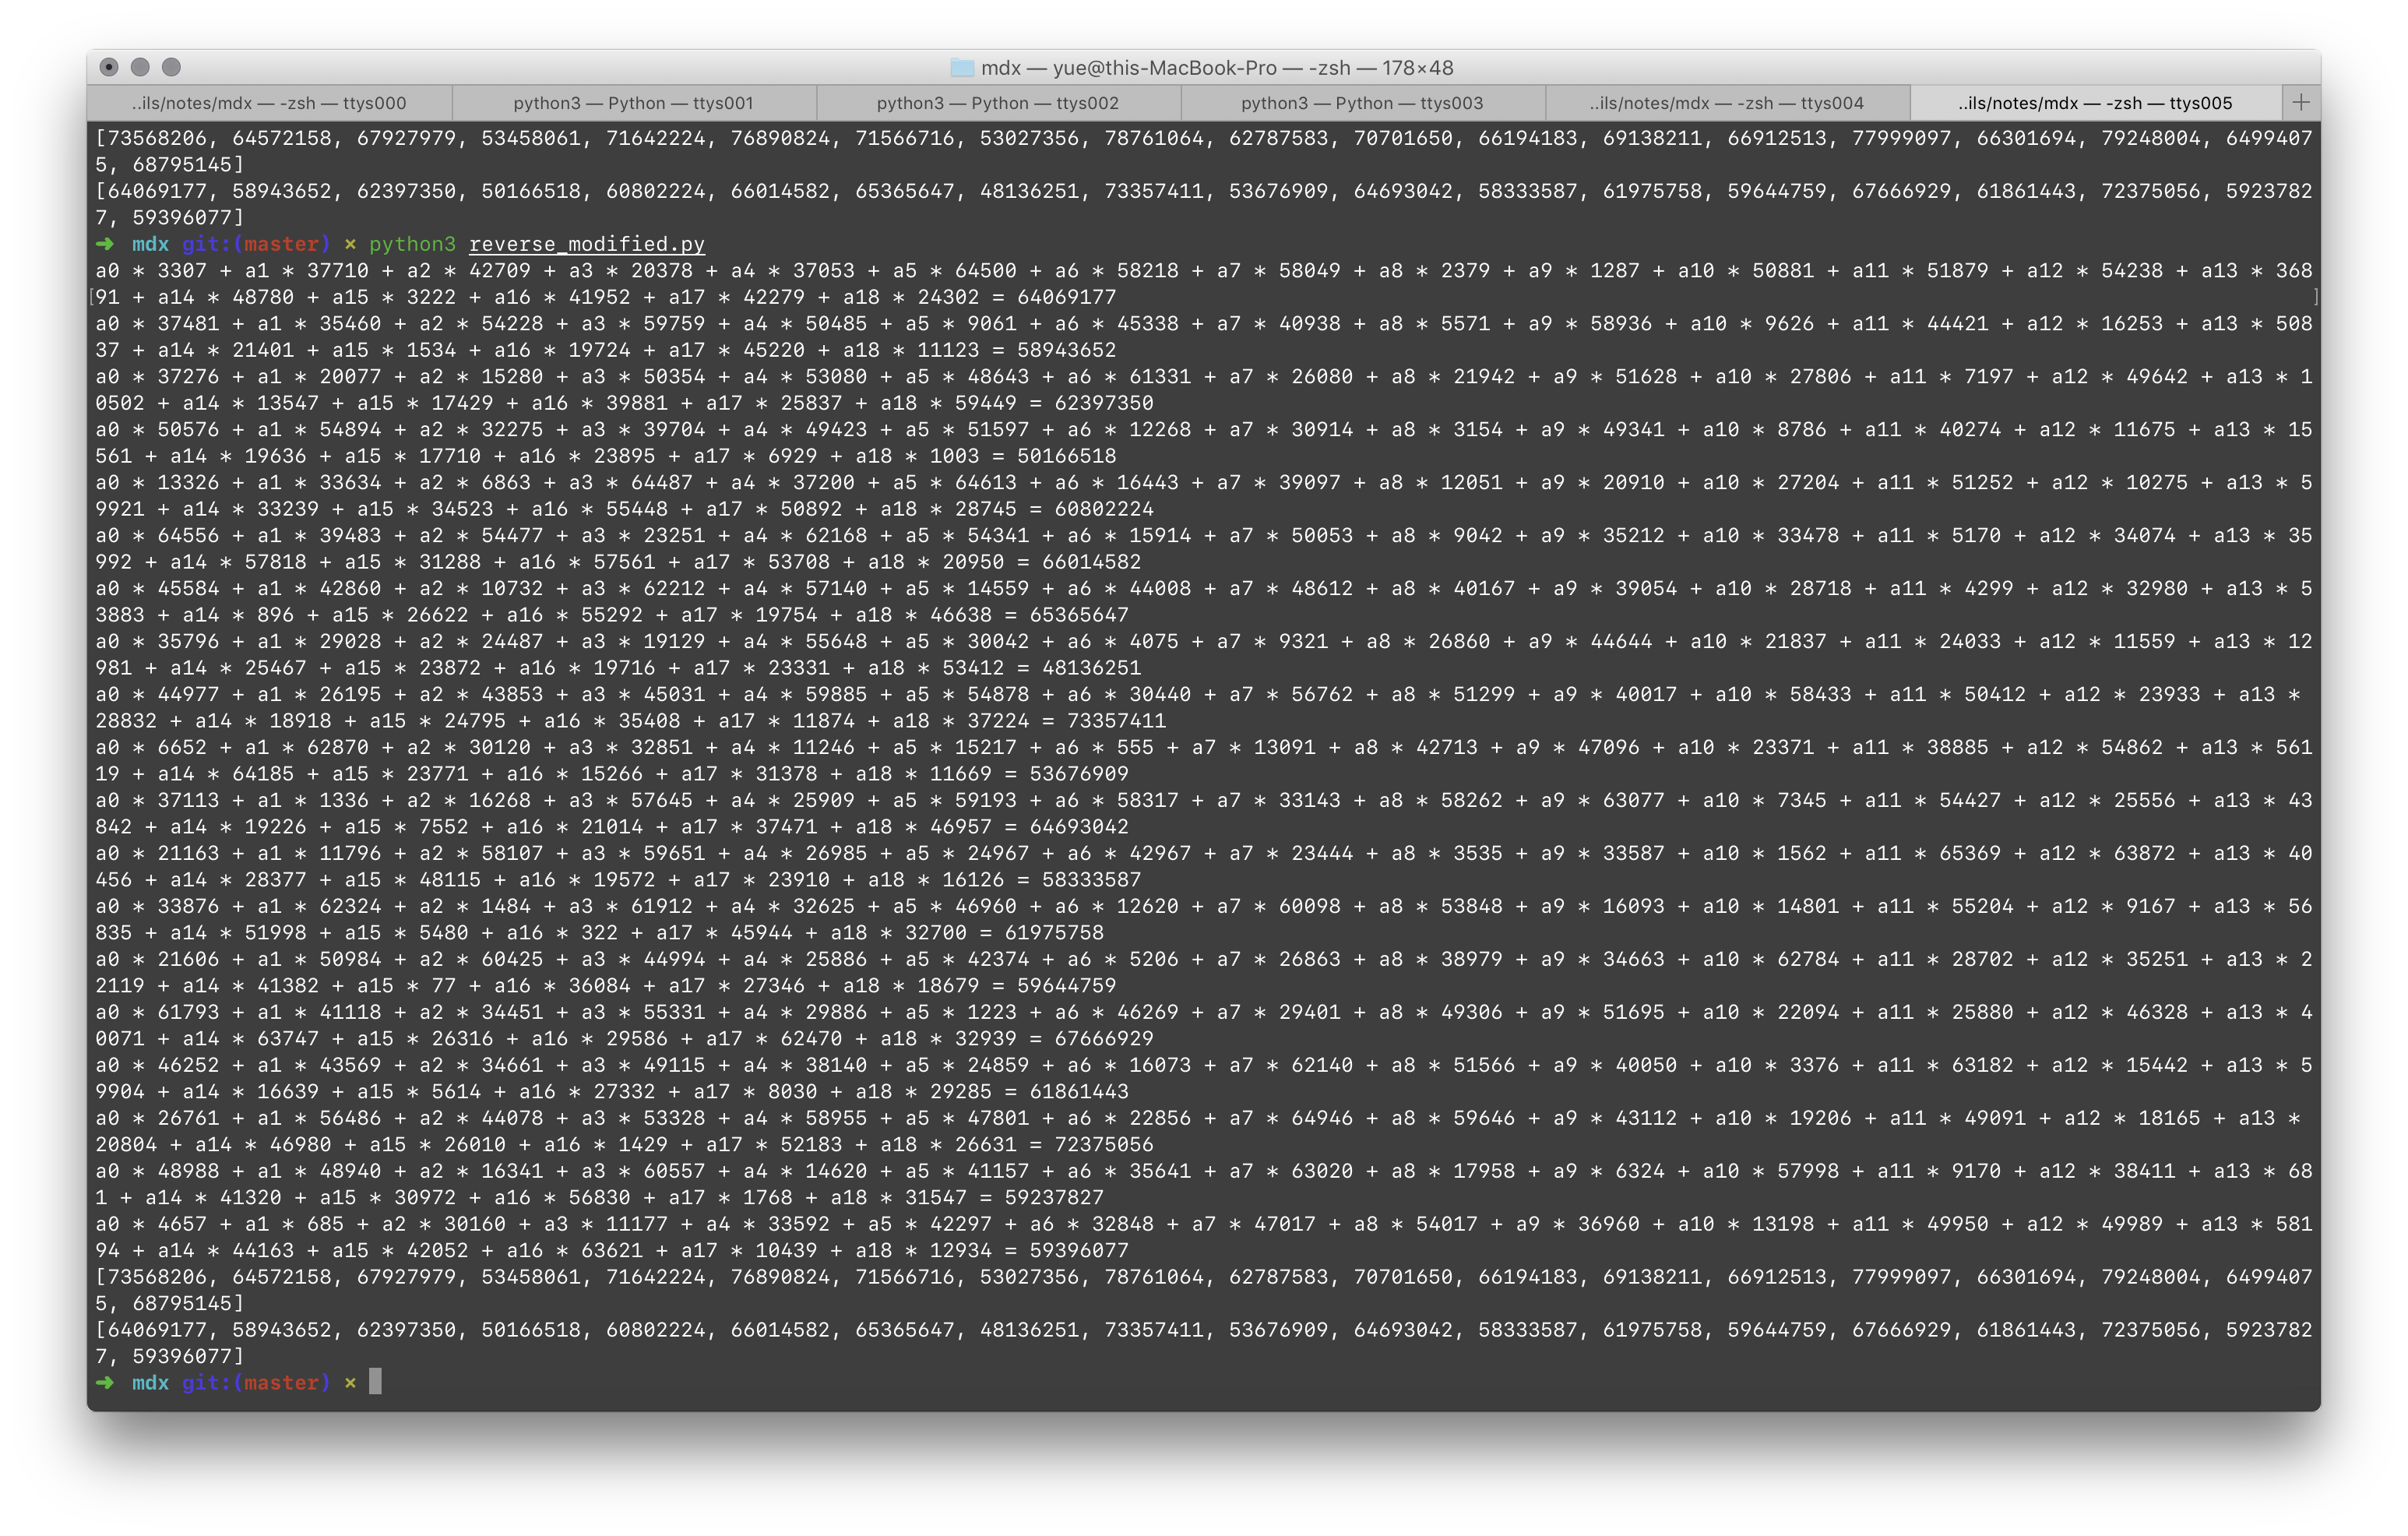 mdx — yue@this-MacBook-Pro — -zsh — 178×48
..ils/notes/mdx — -zsh — ttys000 python3 — Python — ttys001 python3 — Python — ttys002 python3 — Python — ttys003 ..ils/notes/mdx — -zsh — ttys004 ..ils/notes/mdx — -zsh — ttys005 +
[73568206, 64572158, 67927979, 53458061, 71642224, 76890824, 71566716, 53027356, 78761064, 62787583, 70701650, 66194183, 69138211, 66912513, 77999097, 66301694, 79248004, 6499407
5, 68795145]
[64069177, 58943652, 62397350, 50166518, 60802224, 66014582, 65365647, 48136251, 73357411, 53676909, 64693042, 58333587, 61975758, 59644759, 67666929, 61861443, 72375056, 5923782
7, 59396077]
➜ mdx git:(master) × python3 reverse_modified.py
a0 * 3307 + a1 * 37710 + a2 * 42709 + a3 * 20378 + a4 * 37053 + a5 * 64500 + a6 * 58218 + a7 * 58049 + a8 * 2379 + a9 * 1287 + a10 * 50881 + a11 * 51879 + a12 * 54238 + a13 * 368
[91 + a14 * 48780 + a15 * 3222 + a16 * 41952 + a17 * 42279 + a18 * 24302 = 64069177 ]
a0 * 37481 + a1 * 35460 + a2 * 54228 + a3 * 59759 + a4 * 50485 + a5 * 9061 + a6 * 45338 + a7 * 40938 + a8 * 5571 + a9 * 58936 + a10 * 9626 + a11 * 44421 + a12 * 16253 + a13 * 508
37 + a14 * 21401 + a15 * 1534 + a16 * 19724 + a17 * 45220 + a18 * 11123 = 58943652
a0 * 37276 + a1 * 20077 + a2 * 15280 + a3 * 50354 + a4 * 53080 + a5 * 48643 + a6 * 61331 + a7 * 26080 + a8 * 21942 + a9 * 51628 + a10 * 27806 + a11 * 7197 + a12 * 49642 + a13 * 1
0502 + a14 * 13547 + a15 * 17429 + a16 * 39881 + a17 * 25837 + a18 * 59449 = 62397350
a0 * 50576 + a1 * 54894 + a2 * 32275 + a3 * 39704 + a4 * 49423 + a5 * 51597 + a6 * 12268 + a7 * 30914 + a8 * 3154 + a9 * 49341 + a10 * 8786 + a11 * 40274 + a12 * 11675 + a13 * 15
561 + a14 * 19636 + a15 * 17710 + a16 * 23895 + a17 * 6929 + a18 * 1003 = 50166518
a0 * 13326 + a1 * 33634 + a2 * 6863 + a3 * 64487 + a4 * 37200 + a5 * 64613 + a6 * 16443 + a7 * 39097 + a8 * 12051 + a9 * 20910 + a10 * 27204 + a11 * 51252 + a12 * 10275 + a13 * 5
9921 + a14 * 33239 + a15 * 34523 + a16 * 55448 + a17 * 50892 + a18 * 28745 = 60802224
a0 * 64556 + a1 * 39483 + a2 * 54477 + a3 * 23251 + a4 * 62168 + a5 * 54341 + a6 * 15914 + a7 * 50053 + a8 * 9042 + a9 * 35212 + a10 * 33478 + a11 * 5170 + a12 * 34074 + a13 * 35
992 + a14 * 57818 + a15 * 31288 + a16 * 57561 + a17 * 53708 + a18 * 20950 = 66014582
a0 * 45584 + a1 * 42860 + a2 * 10732 + a3 * 62212 + a4 * 57140 + a5 * 14559 + a6 * 44008 + a7 * 48612 + a8 * 40167 + a9 * 39054 + a10 * 28718 + a11 * 4299 + a12 * 32980 + a13 * 5
3883 + a14 * 896 + a15 * 26622 + a16 * 55292 + a17 * 19754 + a18 * 46638 = 65365647
a0 * 35796 + a1 * 29028 + a2 * 24487 + a3 * 19129 + a4 * 55648 + a5 * 30042 + a6 * 4075 + a7 * 9321 + a8 * 26860 + a9 * 44644 + a10 * 21837 + a11 * 24033 + a12 * 11559 + a13 * 12
981 + a14 * 25467 + a15 * 23872 + a16 * 19716 + a17 * 23331 + a18 * 53412 = 48136251
a0 * 44977 + a1 * 26195 + a2 * 43853 + a3 * 45031 + a4 * 59885 + a5 * 54878 + a6 * 30440 + a7 * 56762 + a8 * 51299 + a9 * 40017 + a10 * 58433 + a11 * 50412 + a12 * 23933 + a13 *
28832 + a14 * 18918 + a15 * 24795 + a16 * 35408 + a17 * 11874 + a18 * 37224 = 73357411
a0 * 6652 + a1 * 62870 + a2 * 30120 + a3 * 32851 + a4 * 11246 + a5 * 15217 + a6 * 555 + a7 * 13091 + a8 * 42713 + a9 * 47096 + a10 * 23371 + a11 * 38885 + a12 * 54862 + a13 * 561
19 + a14 * 64185 + a15 * 23771 + a16 * 15266 + a17 * 31378 + a18 * 11669 = 53676909
a0 * 37113 + a1 * 1336 + a2 * 16268 + a3 * 57645 + a4 * 25909 + a5 * 59193 + a6 * 58317 + a7 * 33143 + a8 * 58262 + a9 * 63077 + a10 * 7345 + a11 * 54427 + a12 * 25556 + a13 * 43
842 + a14 * 19226 + a15 * 7552 + a16 * 21014 + a17 * 37471 + a18 * 46957 = 64693042
a0 * 21163 + a1 * 11796 + a2 * 58107 + a3 * 59651 + a4 * 26985 + a5 * 24967 + a6 * 42967 + a7 * 23444 + a8 * 3535 + a9 * 33587 + a10 * 1562 + a11 * 65369 + a12 * 63872 + a13 * 40
456 + a14 * 28377 + a15 * 48115 + a16 * 19572 + a17 * 23910 + a18 * 16126 = 58333587
a0 * 33876 + a1 * 62324 + a2 * 1484 + a3 * 61912 + a4 * 32625 + a5 * 46960 + a6 * 12620 + a7 * 60098 + a8 * 53848 + a9 * 16093 + a10 * 14801 + a11 * 55204 + a12 * 9167 + a13 * 56
835 + a14 * 51998 + a15 * 5480 + a16 * 322 + a17 * 45944 + a18 * 32700 = 61975758
a0 * 21606 + a1 * 50984 + a2 * 60425 + a3 * 44994 + a4 * 25886 + a5 * 42374 + a6 * 5206 + a7 * 26863 + a8 * 38979 + a9 * 34663 + a10 * 62784 + a11 * 28702 + a12 * 35251 + a13 * 2
2119 + a14 * 41382 + a15 * 77 + a16 * 36084 + a17 * 27346 + a18 * 18679 = 59644759
a0 * 61793 + a1 * 41118 + a2 * 34451 + a3 * 55331 + a4 * 29886 + a5 * 1223 + a6 * 46269 + a7 * 29401 + a8 * 49306 + a9 * 51695 + a10 * 22094 + a11 * 25880 + a12 * 46328 + a13 * 4
0071 + a14 * 63747 + a15 * 26316 + a16 * 29586 + a17 * 62470 + a18 * 32939 = 67666929
a0 * 46252 + a1 * 43569 + a2 * 34661 + a3 * 49115 + a4 * 38140 + a5 * 24859 + a6 * 16073 + a7 * 62140 + a8 * 51566 + a9 * 40050 + a10 * 3376 + a11 * 63182 + a12 * 15442 + a13 * 5
9904 + a14 * 16639 + a15 * 5614 + a16 * 27332 + a17 * 8030 + a18 * 29285 = 61861443
a0 * 26761 + a1 * 56486 + a2 * 44078 + a3 * 53328 + a4 * 58955 + a5 * 47801 + a6 * 22856 + a7 * 64946 + a8 * 59646 + a9 * 43112 + a10 * 19206 + a11 * 49091 + a12 * 18165 + a13 *
20804 + a14 * 46980 + a15 * 26010 + a16 * 1429 + a17 * 52183 + a18 * 26631 = 72375056
a0 * 48988 + a1 * 48940 + a2 * 16341 + a3 * 60557 + a4 * 14620 + a5 * 41157 + a6 * 35641 + a7 * 63020 + a8 * 17958 + a9 * 6324 + a10 * 57998 + a11 * 9170 + a12 * 38411 + a13 * 68
1 + a14 * 41320 + a15 * 30972 + a16 * 56830 + a17 * 1768 + a18 * 31547 = 59237827
a0 * 4657 + a1 * 685 + a2 * 30160 + a3 * 11177 + a4 * 33592 + a5 * 42297 + a6 * 32848 + a7 * 47017 + a8 * 54017 + a9 * 36960 + a10 * 13198 + a11 * 49950 + a12 * 49989 + a13 * 581
94 + a14 * 44163 + a15 * 42052 + a16 * 63621 + a17 * 10439 + a18 * 12934 = 59396077
[73568206, 64572158, 67927979, 53458061, 71642224, 76890824, 71566716, 53027356, 78761064, 62787583, 70701650, 66194183, 69138211, 66912513, 77999097, 66301694, 79248004, 6499407
5, 68795145]
[64069177, 58943652, 62397350, 50166518, 60802224, 66014582, 65365647, 48136251, 73357411, 53676909, 64693042, 58333587, 61975758, 59644759, 67666929, 61861443, 72375056, 5923782
7, 59396077]
➜ mdx git:(master) ×